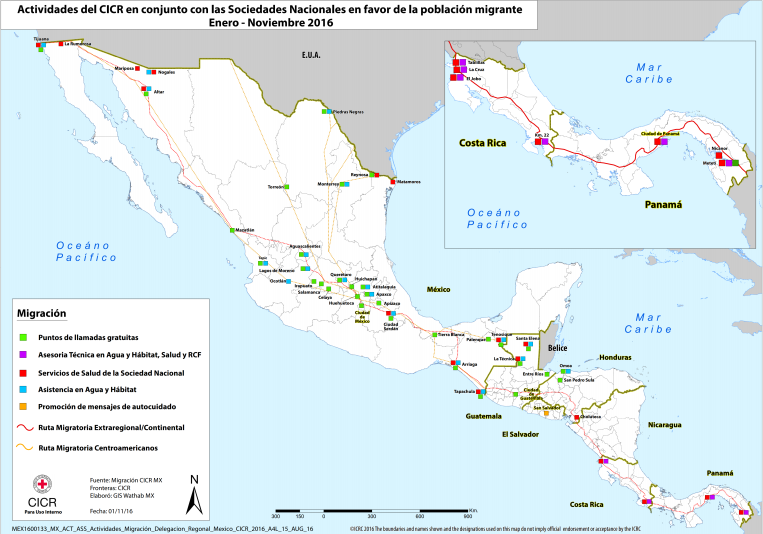 Actividades del CICR en conjunto con las Sociedades Nacionales en favor de la población migrante
Enero - Noviembre 2016
Tijuana
La Rumorosa
E.U.A.
Mariposa
Nogales
Altar
Piedras Negras
Reynosa
Matamoros
Monterrey
Torreón
Mazatlán
Océano
Pacífico
Aguascalientes
Lagos de Moreno
Ocotlán
Irapuato
Salamanca
Celaya
Querétaro
Huichapan
Atitalaquia
Apaxco
Huehuetoca
Apizaco
Ciudad
de
México
Ciudad
Serdán
México
Tierra Blanca
Palenque
Tenosique
Santa Elena
La Técnica
Belice
Arriaga
Tapachula
Entre Ríos
Omoa
San Pedro Sula
Honduras
Ciudad
de
Guatemala
Guatemala
San Salvador
El Salvador
Choluteca
Nicaragua
Costa Rica
Panamá
Mar
Caribe
Mar
Caribe
Tablillas
La Cruz
El Jobo
Costa Rica
Km. 22
Ciudad de Panamá
Nicanor
Metetí
Panamá
Océano
Pacífico
Migración
Puntos de llamadas gratuitas
Asesoría Técnica en Agua y Hábitat, Salud y RCF
Servicios de Salud de la Sociedad Nacional
Asistencia en Agua y Hábitat
Promoción de mensajes de autocuidado
Ruta Migratoria Extraregional/Continental
Ruta Migratoria Centroamericanos
CICR
Para Uso Interno
Fuente: Migración CICR MX
Fronteras: CICR
Elaboró: GIS Wathab MX
Fecha: 01/11/16
N
Km.
300 150 0 300 600 900
MEX1600133_MX_ACT_ASS_Actividades_Migración_Delegacion_Regional_Mexico_CICR_2016_A4L_15_AUG_16
©ICRC 2016 The boundaries and names shown and the designations used on this map do not imply official endorsement or acceptance by the ICRC